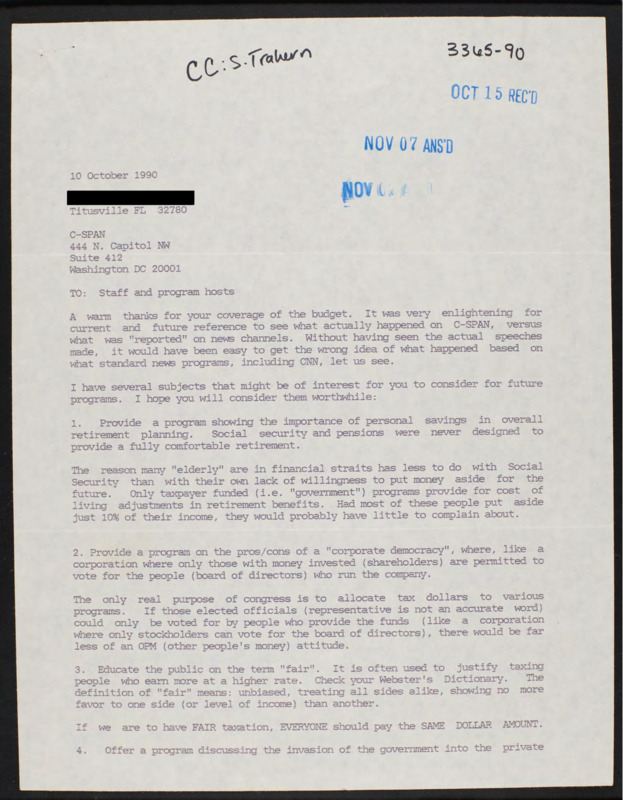 CC: S. Trahern
3365-90
OCT 15 REC'D
NOV 07 ANS'D
NOV
10 October 1990
Titusville FL 32780
C-SPAN
444 N. Capitol NW
Suite 412
Washington DC 20001
TO: Staff and program hosts
A warm thanks for your coverage of the budget. It was very enlightening for
current and future reference to see what actually happened on C-SPAN, versus
what was "reported" on news channels. Without having seen the actual speeches
made, it would have been easy to get the wrong idea of what happened based on
what standard news programs, including CNN, let us see.
I have several subjects that might be of interest for you to consider for future
programs. I hope you will consider them worthwhile:
1. Provide a program showing the importance of personal savings in overall
retirement planning. Social security and pensions were never designed to
provide a fully comfortable retirement.
The reason many "elderly" are in financial straits has less to do with Social
Security than with their own lack of willingness to put money aside for the
future. Only taxpayer funded (i.e. "government") programs provide for cost of
living adjustments in retirement benefits. Had most of these people put aside
just 10% of their income, they would probably have little to complain about.
2. Provide a program on the pros/cons of a "corporate democracy", where, like a
corporation where only those with money invested (shareholders) are permitted to
vote for the people (board of directors) who run the company.
The only real purpose of congress is to allocate tax dollars to various
programs. If those elected officials (representative is not an accurate word)
could only be voted for by people who provide the funds (like a corporation
where only stockholders can vote for the board of directors), there would be far
less of an OPM (other people's money) attitude.
3. Educate the public on the term "fair". It is often used to justify taxing
people who earn more at a higher rate. Check your Webster's Dictionary. The
definition of "fair" means: unbiased, treating all sides alike, showing no more
favor to one side (or level of income) than another.
If we are to have FAIR taxation, EVERYONE should pay the SAME DOLLAR AMOUNT.
4. Offer a program discussing the invasion of the government into the private